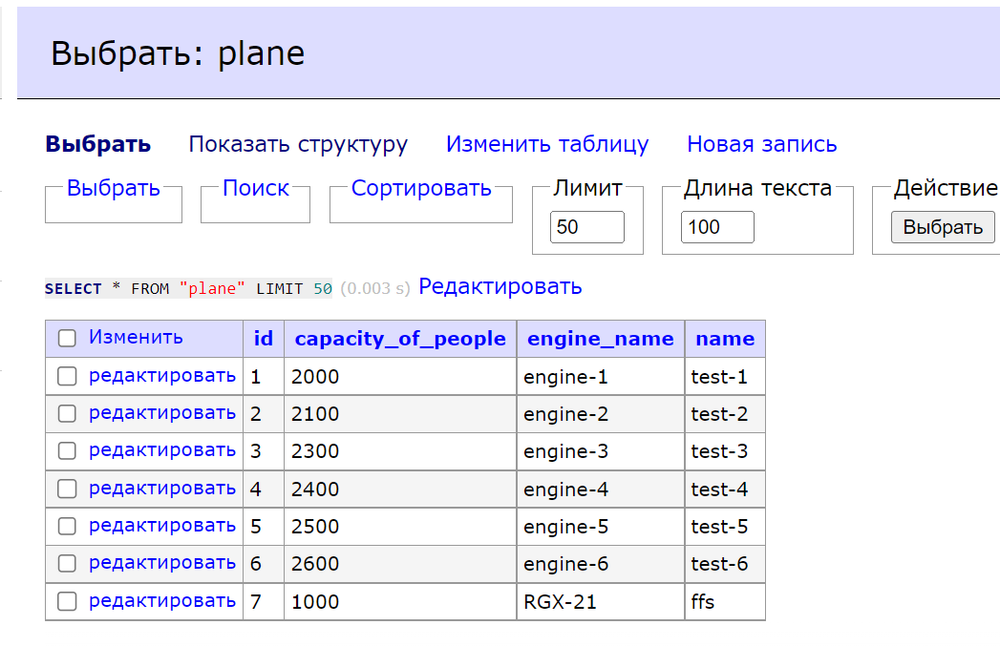 Выбрать: plane
Выбрать Показать структуру Изменить таблицу Новая запись
Выбрать Поиск Сортировать Лимит Длина текста Действие
50 100 Выбрать
SELECT * FROM "plane" LIMIT 50 (0.003 s) Редактировать
Изменить id capacity_of_people engine_name name
редактировать 1 2000 engine-1 test-1
редактировать 2 2100 engine-2 test-2
редактировать 3 2300 engine-3 test-3
редактировать 4 2400 engine-4 test-4
редактировать 5 2500 engine-5 test-5
редактировать 6 2600 engine-6 test-6
редактировать 7 1000 RGX-21 ffs